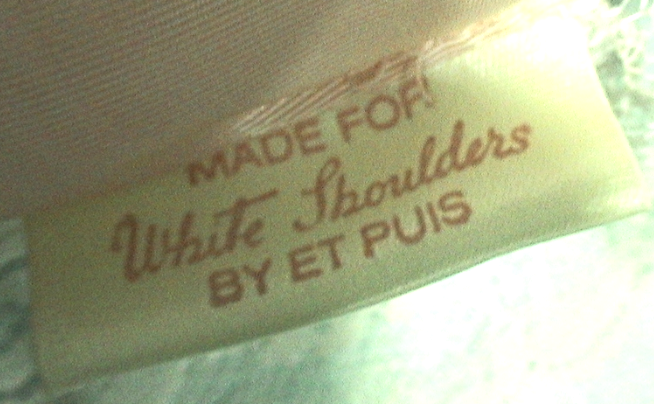 MADE FOR
White Shoulders
BY ET PUIS